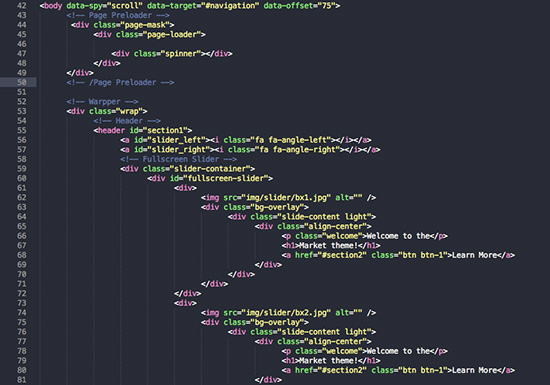 42 <body data-spy="scroll" data-target="#navigation" data-offset="75">
43 <!-- Page Preloader -->
44 <div class="page-mask">
45 <div class="page-loader">
46
47 <div class="spinner"></div>
48 </div>
49 </div>
50 <!-- /Page Preloader -->
51
52 <!-- Warpper -->
53 <div class="wrap">
54 <!-- Header -->
55 <header id="section1">
56 <a id="slider_left"><i class="fa fa-angle-left"></i></a>
57 <a id="slider_right"><i class="fa fa-angle-right"></i></a>
58 <!-- Fullscreen Slider -->
59 <div class="slider-container">
60 <div id="fullscreen-slider">
61 <div>
62 <img src="img/slider/bx1.jpg" alt="" />
63 <div class="bg-overlay">
64 <div class="slide-content light">
65 <div class="align-center">
66 <p class="welcome">Welcome to the</p>
67 <h1>Market theme!</h1>
68 <a href="#section2" class="btn btn-1">Learn More</a>
69 </div>
70 </div>
71 </div>
72 </div>
73 <div>
74 <img src="img/slider/bx2.jpg" alt="" />
75 <div class="bg-overlay">
76 <div class="slide-content light">
77 <div class="align-center">
78 <p class="welcome">Welcome to the</p>
79 <h1>Market theme!</h1>
80 <a href="#section2" class="btn btn-1">Learn More</a>
81 </div>